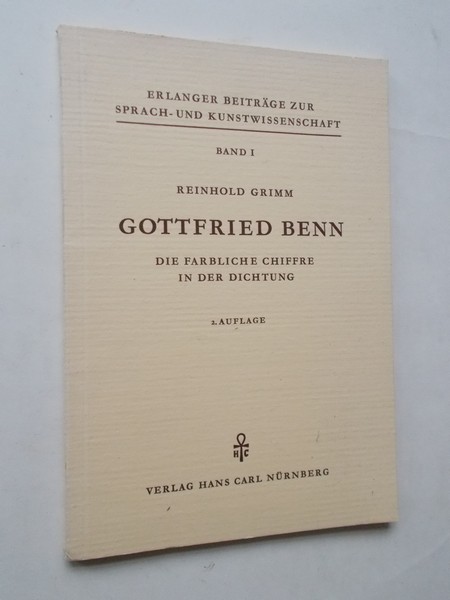 ERLANGER BEITRÄGE ZUR
SPRACH- UND KUNSTWISSENSCHAFT
BAND I
REINHOLD GRIMM
GOTTFRIED BENN
DIE FARBLICHE CHIFFRE
IN DER DICHTUNG
2. AUFLAGE
H C
VERLAG HANS CARL NÜRNBERG